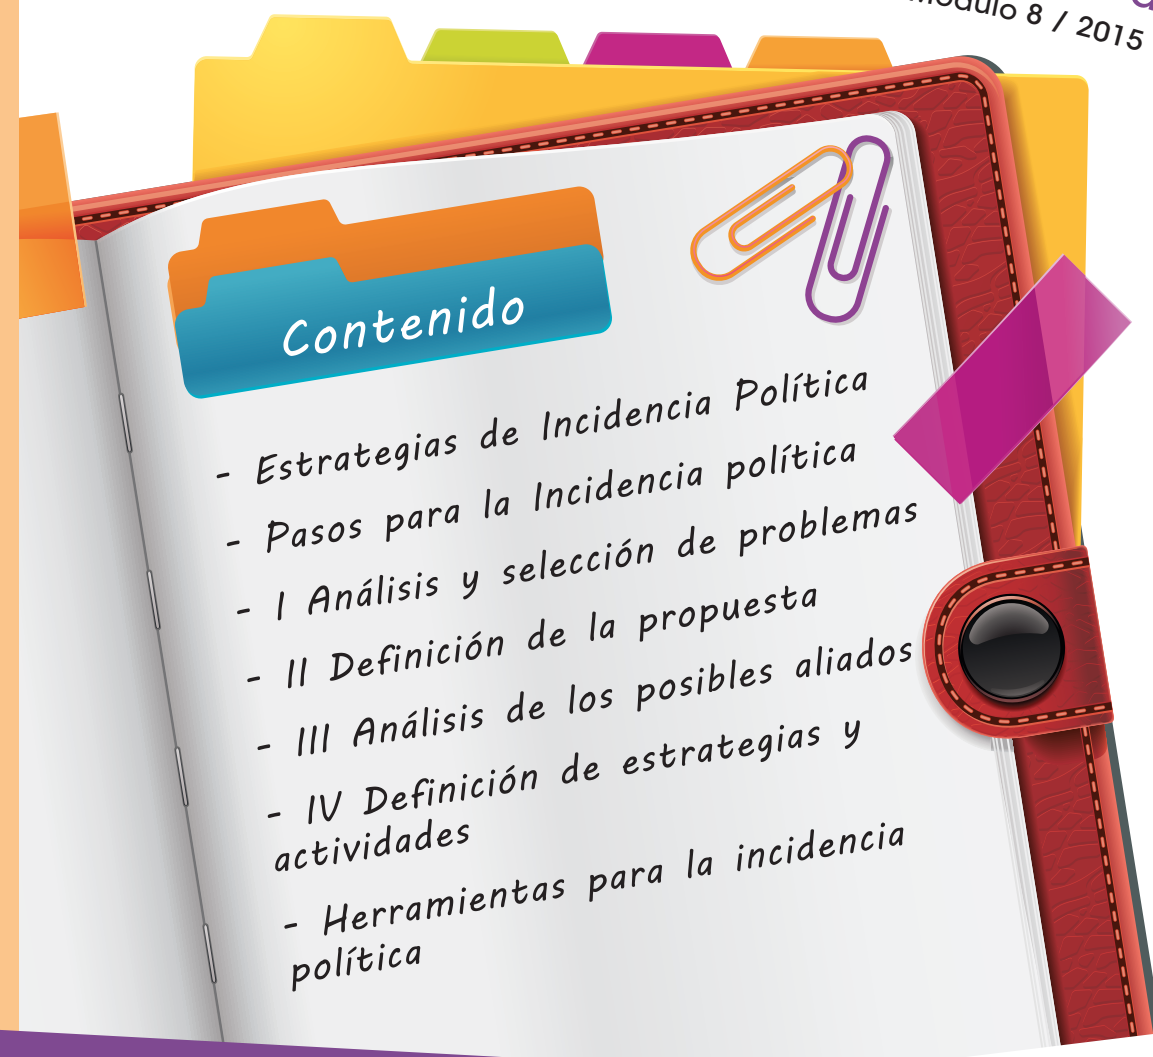 Módulo 8 / 2015
Contenido
- Estrategias de Incidencia Política
- Pasos para la Incidencia política
- I Análisis y selección de problemas
- II Definición de la propuesta
- III Análisis de los posibles aliados
- IV Definición de estrategias y
actividades
- Herramientas para la incidencia
política